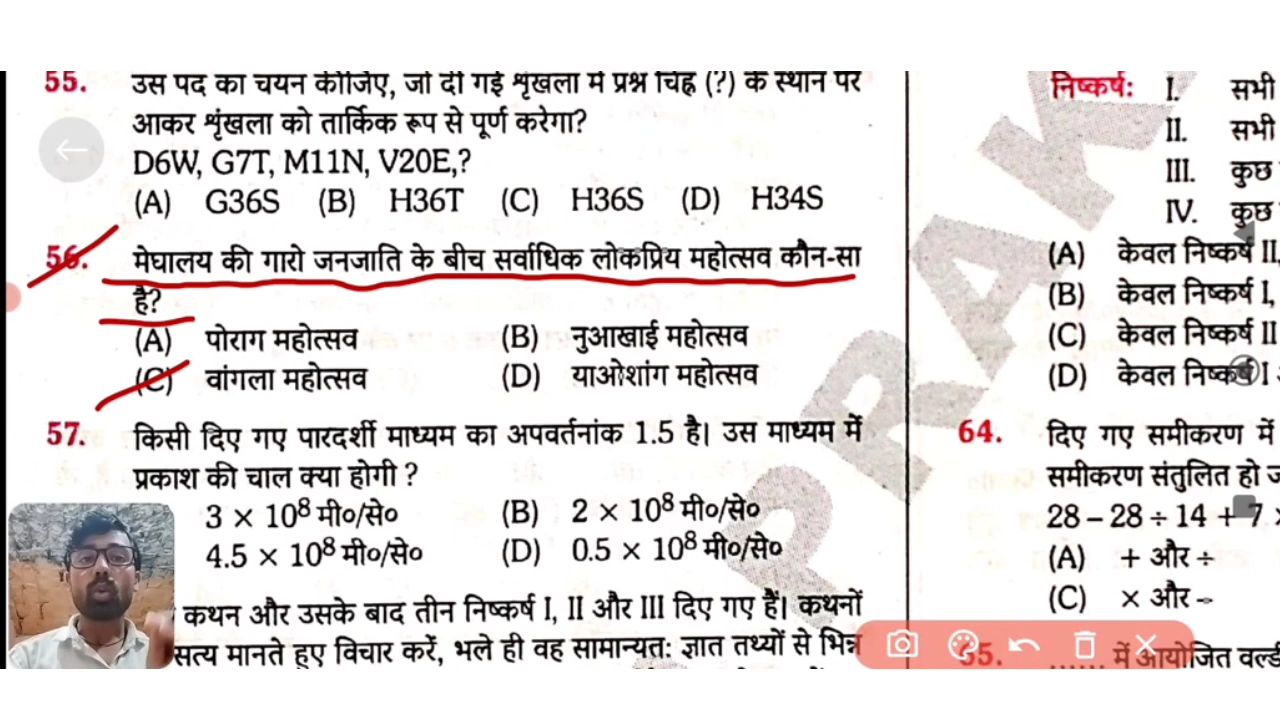 55. उस पद का चयन कीजिए, जो दी गई शृंखला में प्रश्न चिह्न (?) के स्थान पर
आकर शृंखला को तार्किक रूप से पूर्ण करेगा?
D6W, G7T, M11N, V20E,?
(A) G36S (B) H36T (C) H36S (D) H34S
56. मेघालय की गारो जनजाति के बीच सर्वाधिक लोकप्रिय महोत्सव कौन-सा
है?
(A) पोराग महोत्सव (B) नुआखाई महोत्सव
(C) वांगला महोत्सव (D) याओशांग महोत्सव
57. किसी दिए गए पारदर्शी माध्यम का अपवर्तनांक 1.5 है। उस माध्यम में
प्रकाश की चाल क्या होगी ?
3 × 10⁸ मी०/से० (B) 2 × 10⁸ मी०/से०
4.5 × 10⁸ मी०/से० (D) 0.5 × 10⁸ मी०/से०
कथन और उसके बाद तीन निष्कर्ष I, II और III दिए गए हैं। कथनों
सत्य मानते हुए विचार करें, भले ही वह सामान्यत: ज्ञात तथ्यों से भिन्न
निष्कर्ष: I. सभी
II. सभी
III. कुछ
IV. कुछ
(A) केवल निष्कर्ष II,
(B) केवल निष्कर्ष I,
(C) केवल निष्कर्ष II
(D) केवल निष्कर्ष I
64. दिए गए समीकरण में
समीकरण संतुलित हो
28 – 28 ÷ 14 + 7 ×
(A) + और ÷
(C) × और -
65. ...... में आयोजित
PRAK